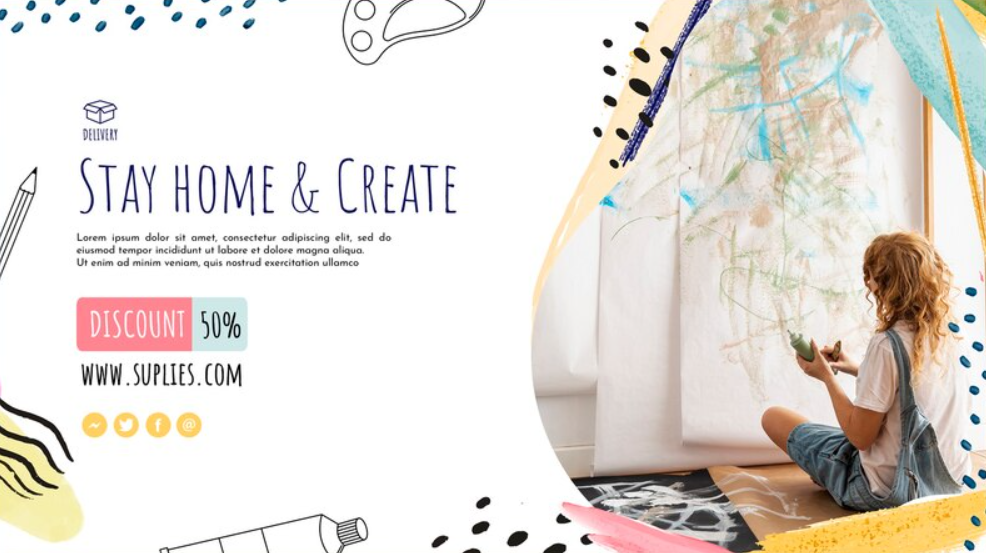 DELIVERY
STAY HOME & CREATE
Lorem ipsum dolor sit amet, consectetur adipiscing elit, sed do
eiusmod tempor incididunt ut labore et dolore magna aliqua.
Ut enim ad minim veniam, quis nostrud exercitation ullamco
DISCOUNT 50%
WWW.SUPLIES.COM